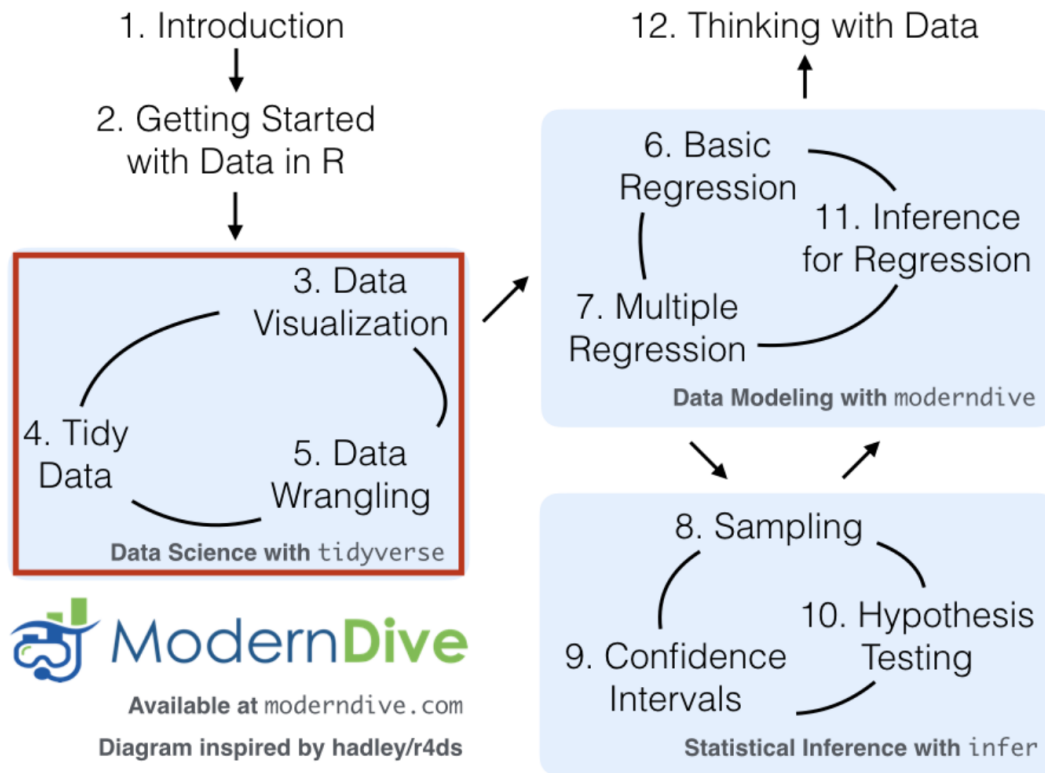 1. Introduction
2. Getting Started
with Data in R
3. Data
Visualization
4. Tidy
Data
5. Data
Wrangling
Data Science with tidyverse
ModernDive
Available at moderndive.com
Diagram inspired by hadley/r4ds
12. Thinking with Data
6. Basic
Regression
11. Inference
for Regression
7. Multiple
Regression
Data Modeling with moderndive
8. Sampling
10. Hypothesis
Testing
9. Confidence
Intervals
Statistical Inference with infer